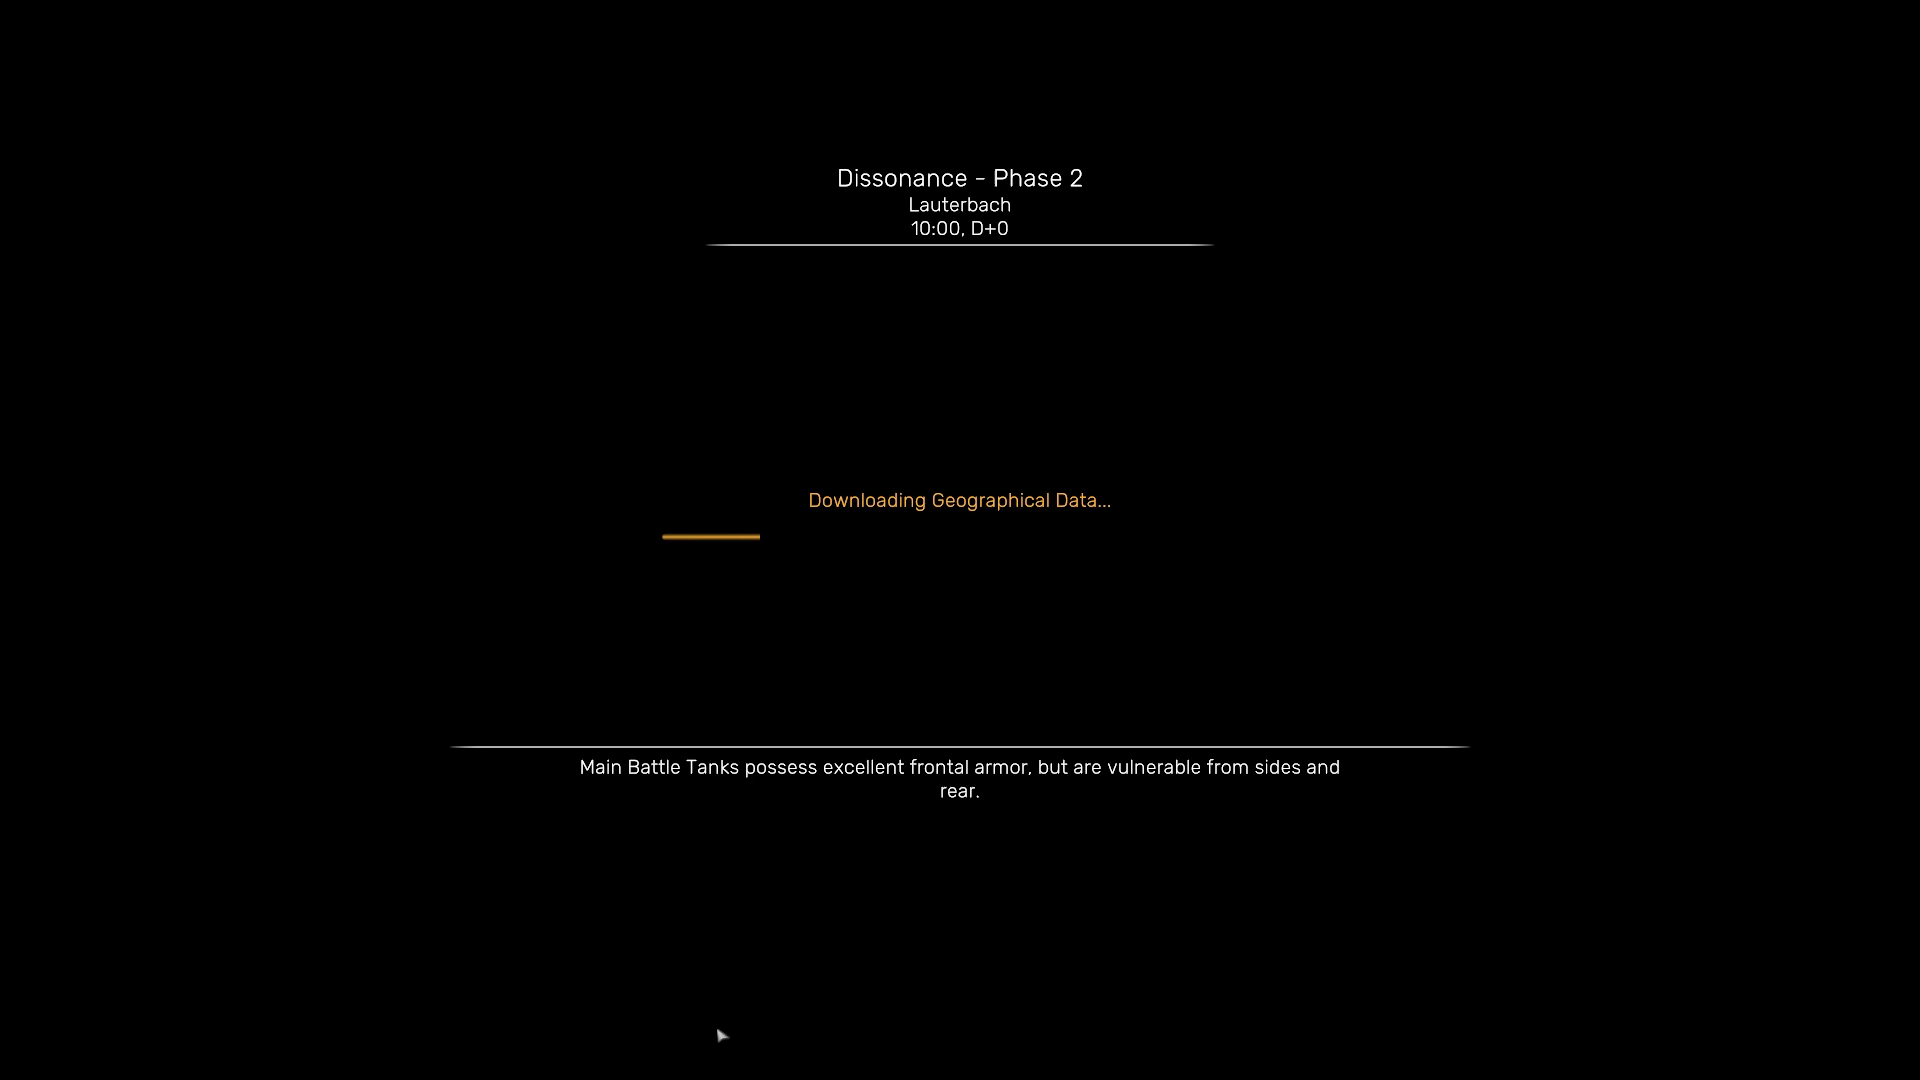 Dissonance - Phase 2
Lauterbach
10:00, D+0
Downloading Geographical Data...
Main Battle Tanks possess excellent frontal armor, but are vulnerable from sides and
rear.